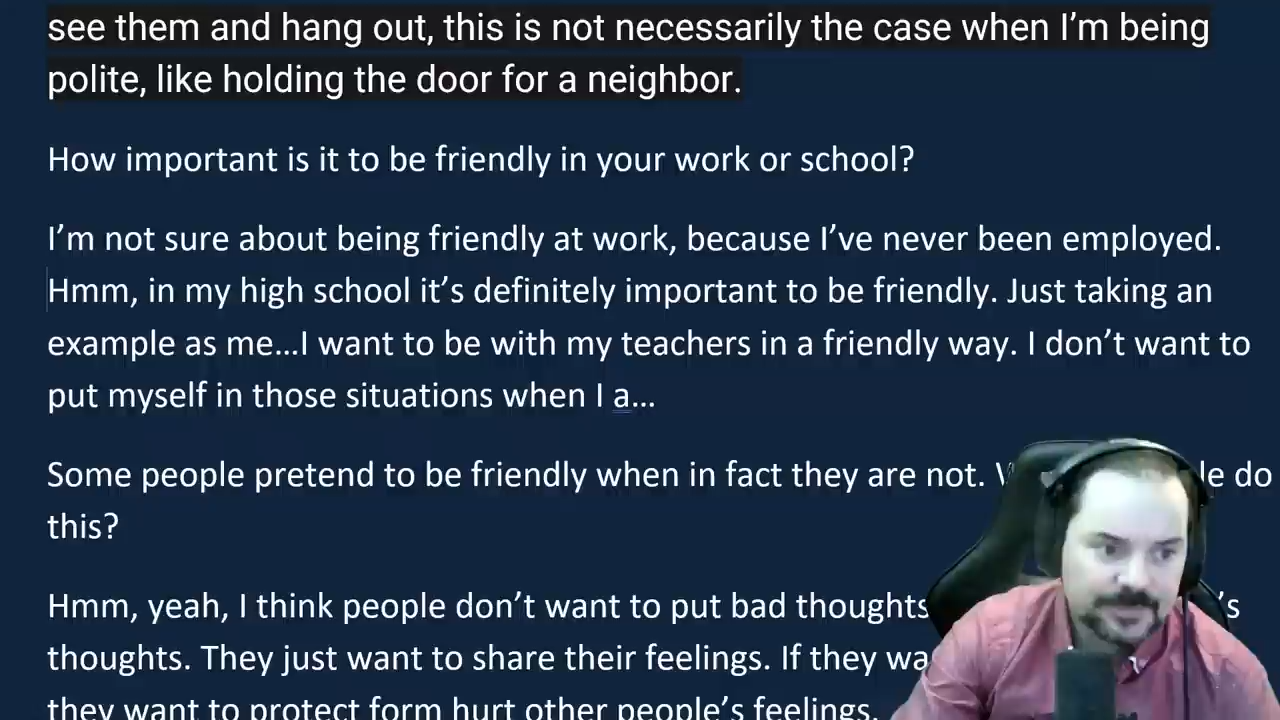 see them and hang out, this is not necessarily the case when I’m being
polite, like holding the door for a neighbor.
How important is it to be friendly in your work or school?
I’m not sure about being friendly at work, because I’ve never been employed.
Hmm, in my high school it’s definitely important to be friendly. Just taking an
example as me…I want to be with my teachers in a friendly way. I don’t want to
put myself in those situations when I a…
Some people pretend to be friendly when in fact they are not. do
this?
Hmm, yeah, I think people don’t want to put bad thoughts
thoughts. They just want to share their feelings. If they
they want to protect form hurt other people’s feelings.